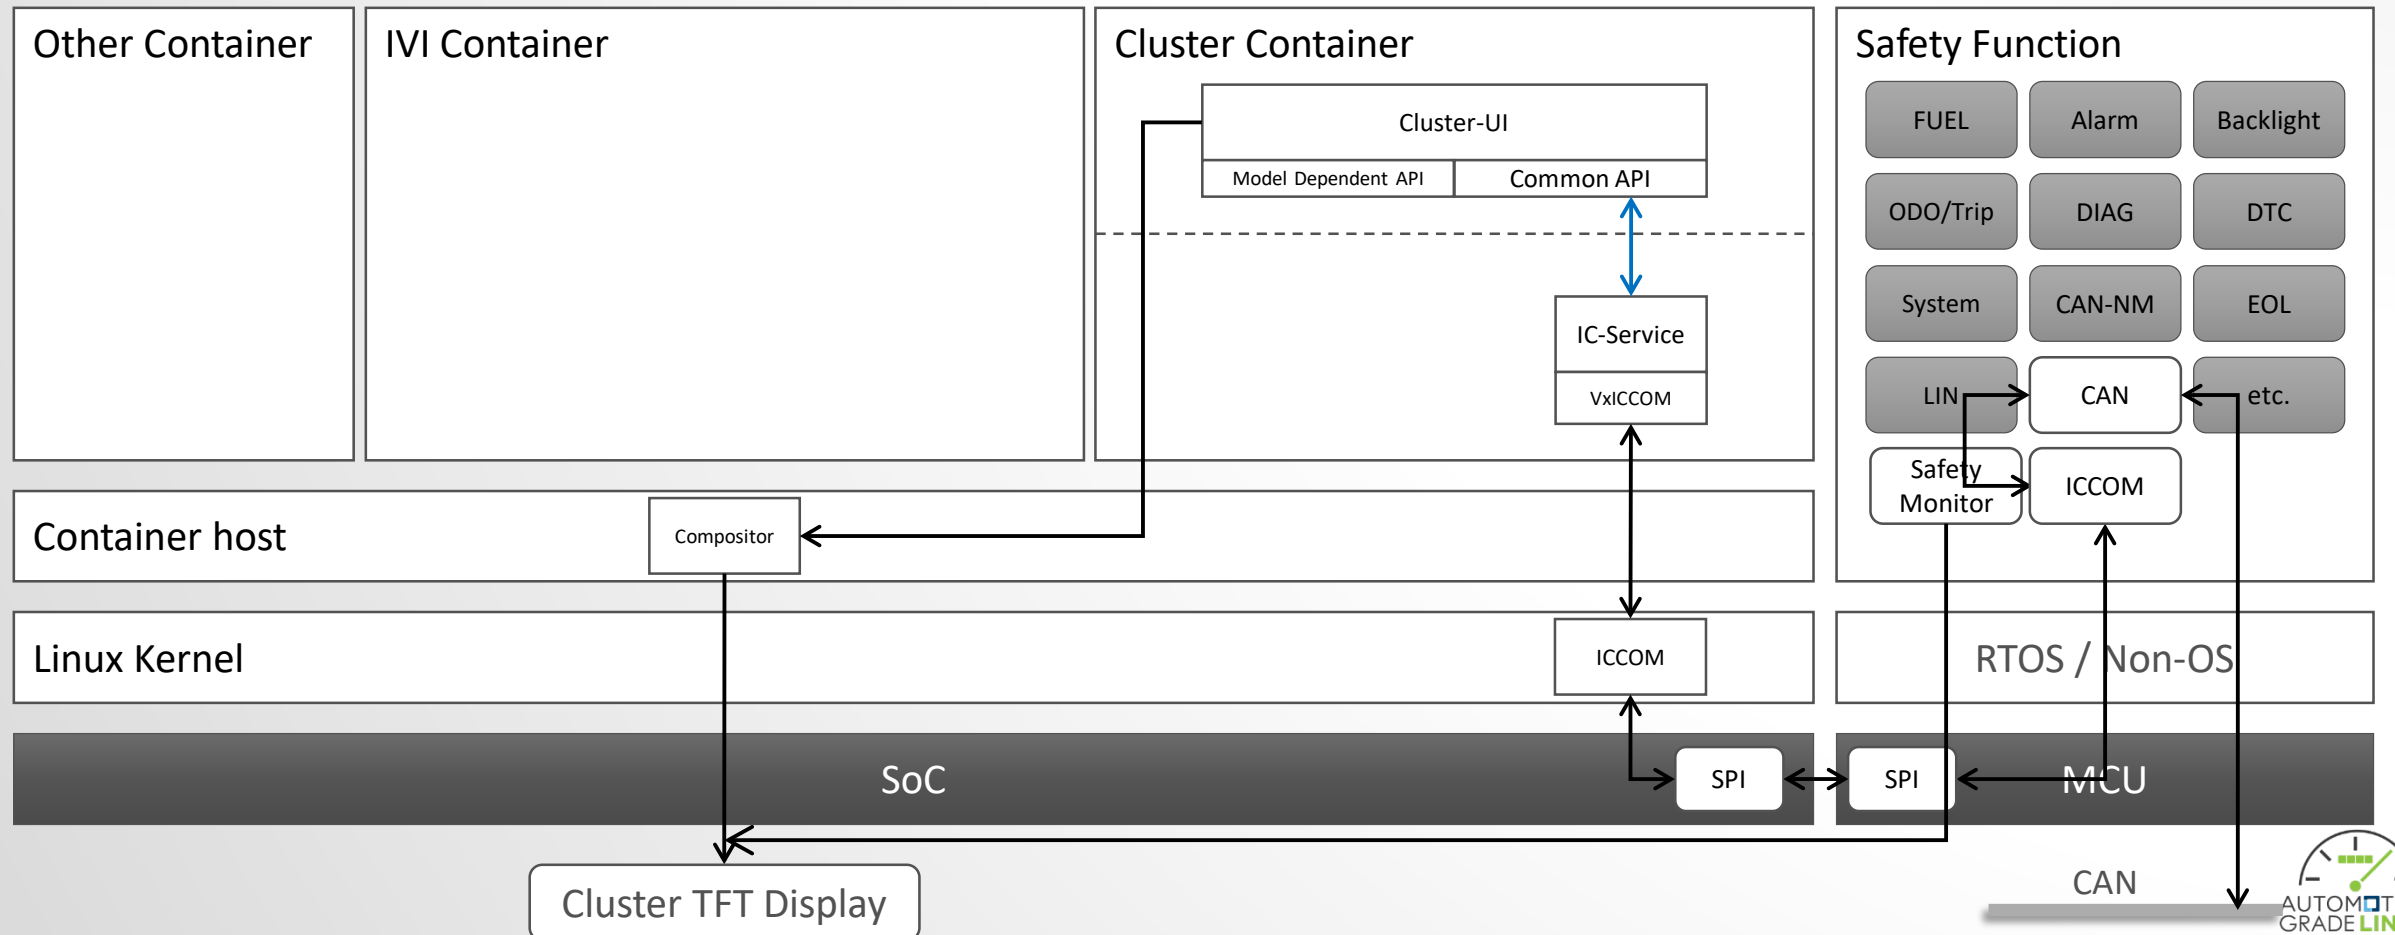 Other Container
IVI Container
Cluster Container
Cluster-UI
Model Dependent API
Common API
IC-Service
VxICCOM
Safety Function
FUEL
Alarm
Backlight
ODO/Trip
DIAG
DTC
System
CAN-NM
EOL
LIN
CAN
etc.
Safety
Monitor
ICCOM
Container host
Compositor
Linux Kernel
ICCOM
RTOS / Non-OS
SoC
SPI
SPI
MCU
Cluster TFT Display
CAN
AUTOMOT
GRADE LIN